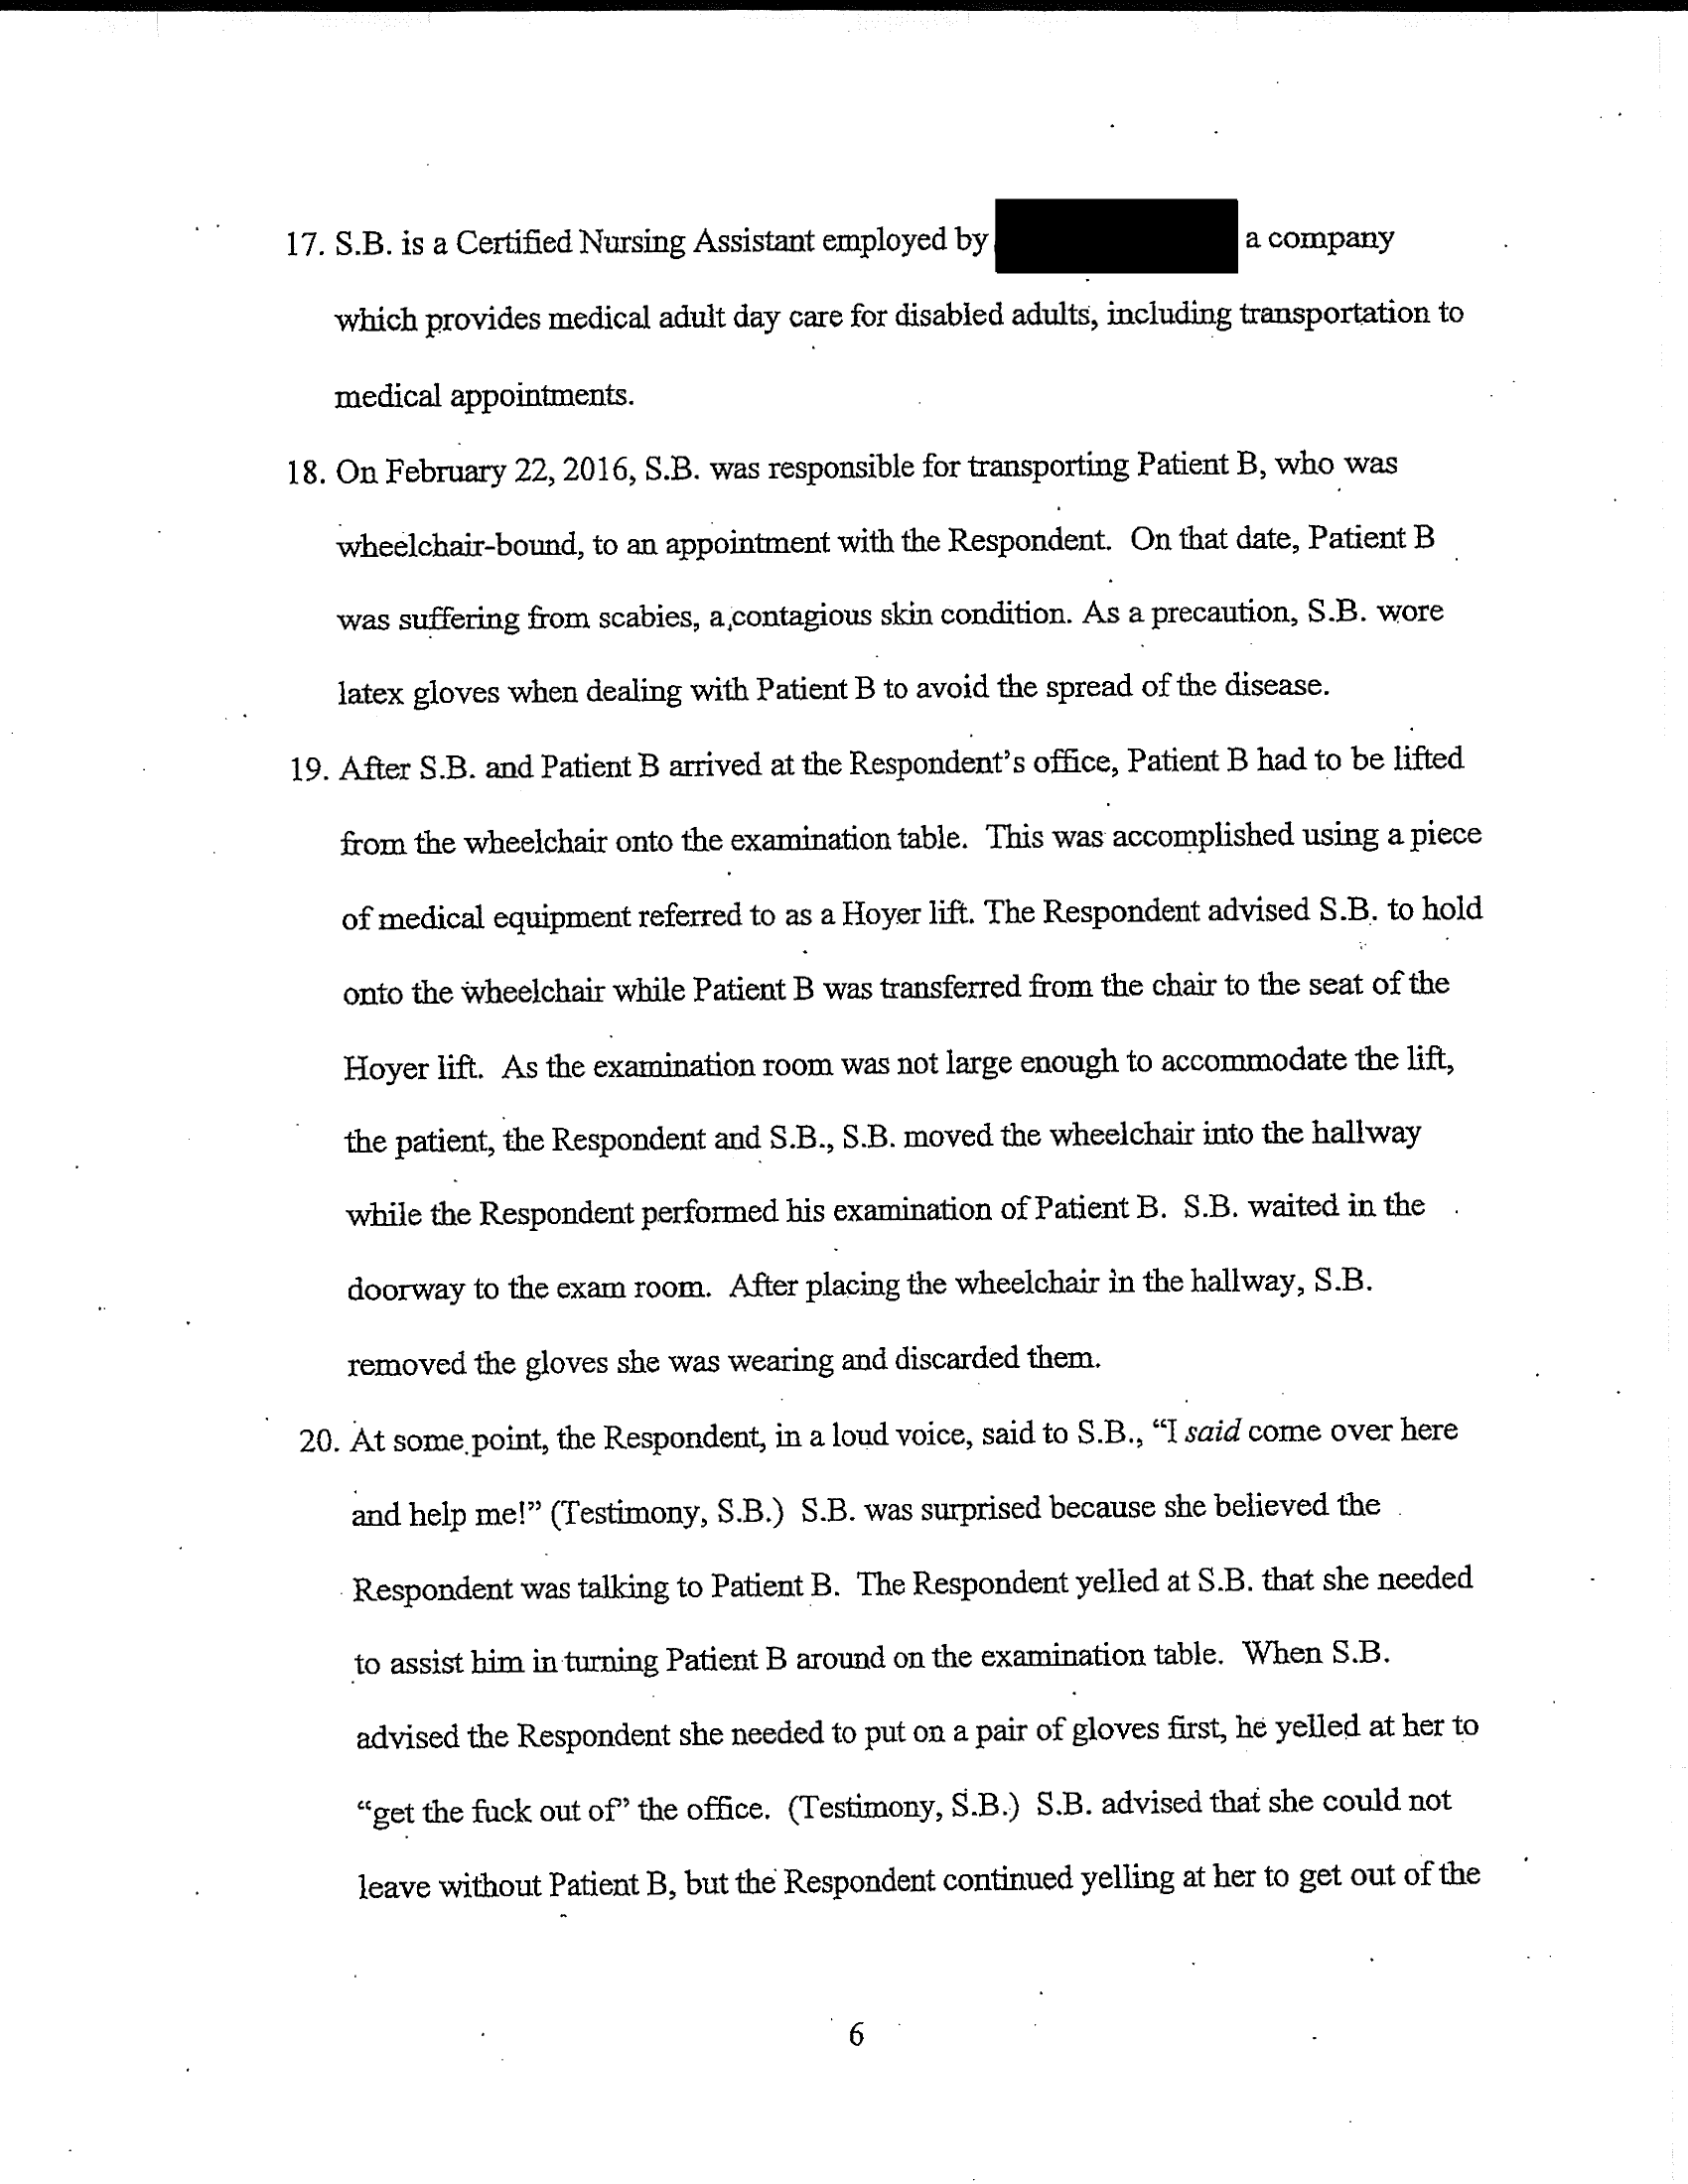 17. S.B. is a Certified Nursing Assistant employed by a company
which provides medical adult day care for disabled adults, including transportation to
medical appointments.
18. On February 22, 2016, S.B. was responsible for transporting Patient B, who was
wheelchair-bound, to an appointment with the Respondent. On that date, Patient B
was suffering from scabies, a contagious skin condition. As a precaution, S.B. wore
latex gloves when dealing with Patient B to avoid the spread of the disease.
19. After S.B. and Patient B arrived at the Respondent's office, Patient B had to be lifted
from the wheelchair onto the examination table. This was accomplished using a piece
of medical equipment referred to as a Hoyer lift. The Respondent advised S.B. to hold
onto the wheelchair while Patient B was transferred from the chair to the seat of the
Hoyer lift. As the examination room was not large enough to accommodate the lift,
the patient, the Respondent and S.B., S.B. moved the wheelchair into the hallway
while the Respondent performed his examination of Patient B. S.B. waited in the
doorway to the exam room. After placing the wheelchair in the hallway, S.B.
removed the gloves she was wearing and discarded them.
20. At some point, the Respondent, in a loud voice, said to S.B., “I said come over here
and help me!” (Testimony, S.B.) S.B. was surprised because she believed the
Respondent was talking to Patient B. The Respondent yelled at S.B. that she needed
to assist him in turning Patient B around on the examination table. When S.B.
advised the Respondent she needed to put on a pair of gloves first, he yelled at her to
“get the fuck out of” the office. (Testimony, S.B.) S.B. advised that she could not
leave without Patient B, but the Respondent continued yelling at her to get out of the
6